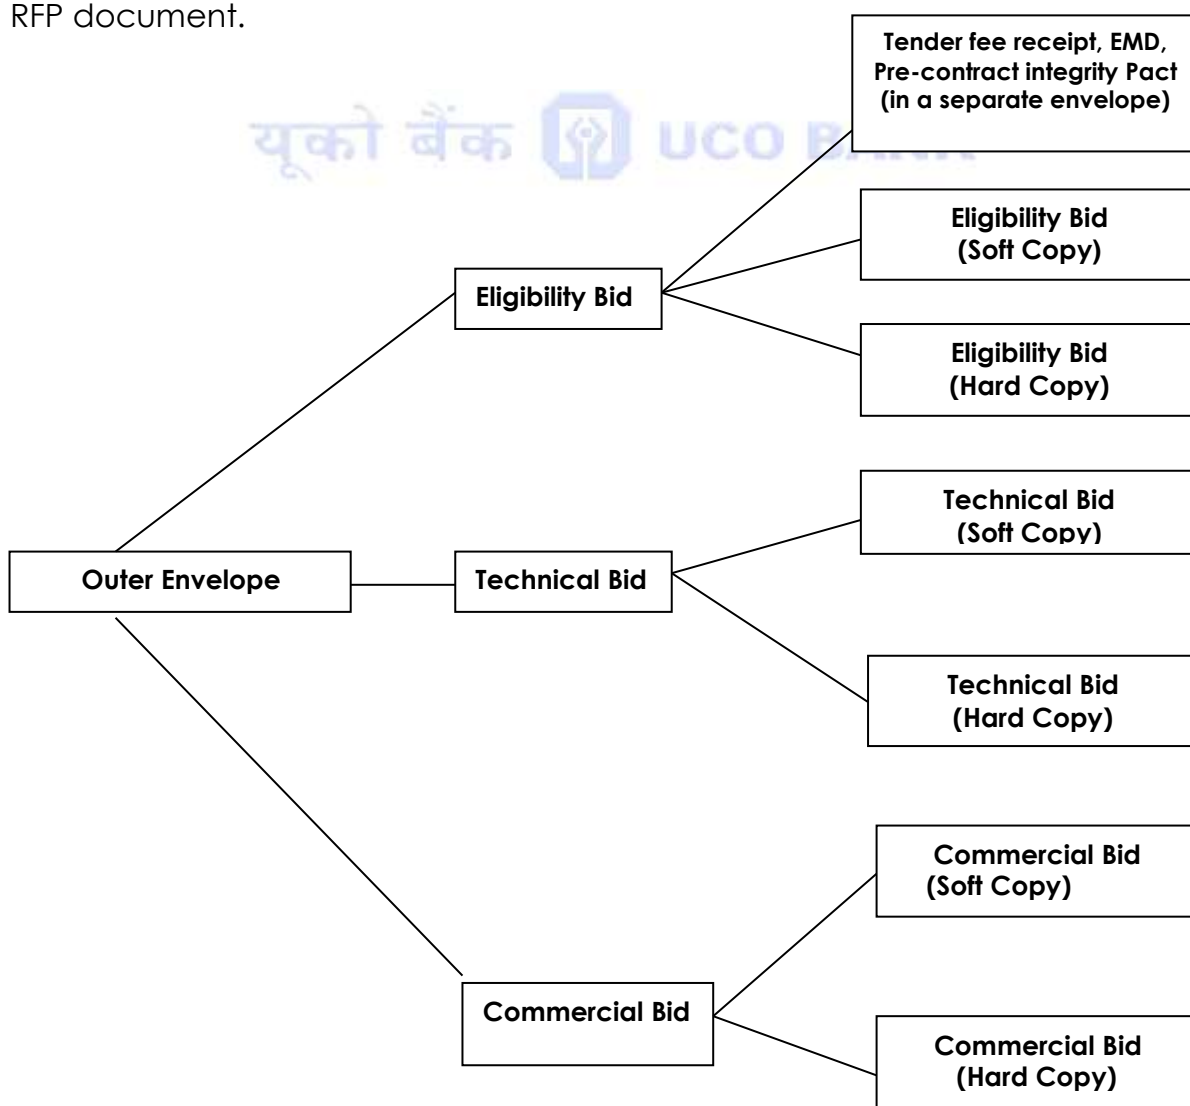 RFP document.
Tender fee receipt, EMD,
Pre-contract integrity Pact
(in a separate envelope)
यूको बैंक UCO BANK
Eligibility Bid
(Soft Copy)
Eligibility Bid
Eligibility Bid
(Hard Copy)
Technical Bid
(Soft Copy)
Outer Envelope
Technical Bid
Technical Bid
(Hard Copy)
Commercial Bid
(Soft Copy)
Commercial Bid
Commercial Bid
(Hard Copy)